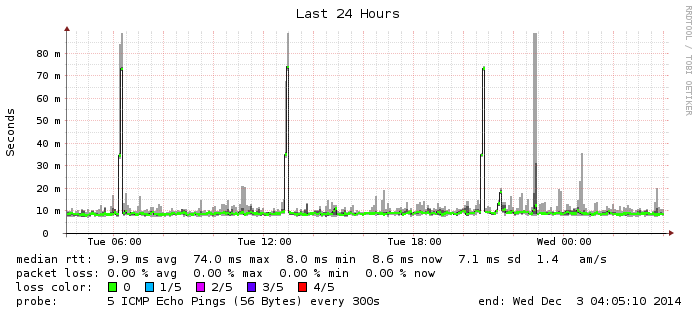 Last 24 Hours
RRDTOOL / TOBI OETIKER
Seconds
80 m
70 m
60 m
50 m
40 m
30 m
20 m
10 m
0
Tue 06:00 Tue 12:00 Tue 18:00 Wed 00:00
median rtt: 9.9 ms avg 74.0 ms max 8.0 ms min 8.6 ms now 7.1 ms sd 1.4 am/s
packet loss: 0.00 % avg 0.00 % max 0.00 % min 0.00 % now
loss color: 0 1/5 2/5 3/5 4/5
probe: 5 ICMP Echo Pings (56 Bytes) every 300s end: Wed Dec 3 04:05:10 2014